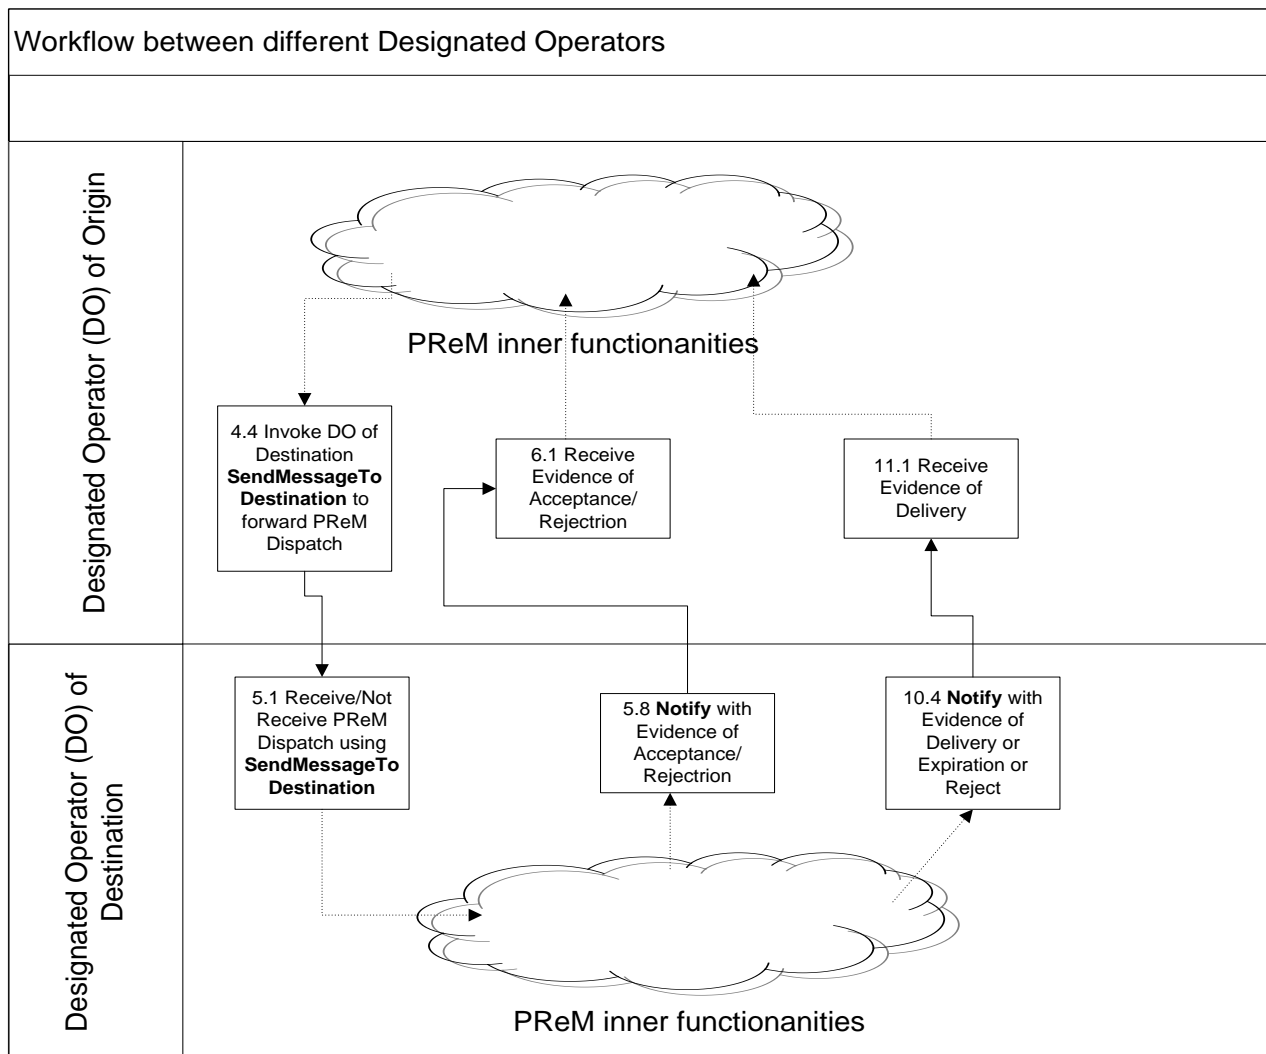 Workflow between different Designated Operators
Designated Operator (DO) of Origin
PReM inner functionanities
4.4 Invoke DO of
Destination
SendMessageTo
Destination to
forward PReM
Dispatch
6.1 Receive
Evidence of
Acceptance/
Rejectrion
11.1 Receive
Evidence of
Delivery
Designated Operator (DO) of
Destination
5.1 Receive/Not
Receive PReM
Dispatch using
SendMessageTo
Destination
5.8 Notify with
Evidence of
Acceptance/
Rejectrion
10.4 Notify with
Evidence of
Delivery or
Expiration or
Reject
PReM inner functionanities